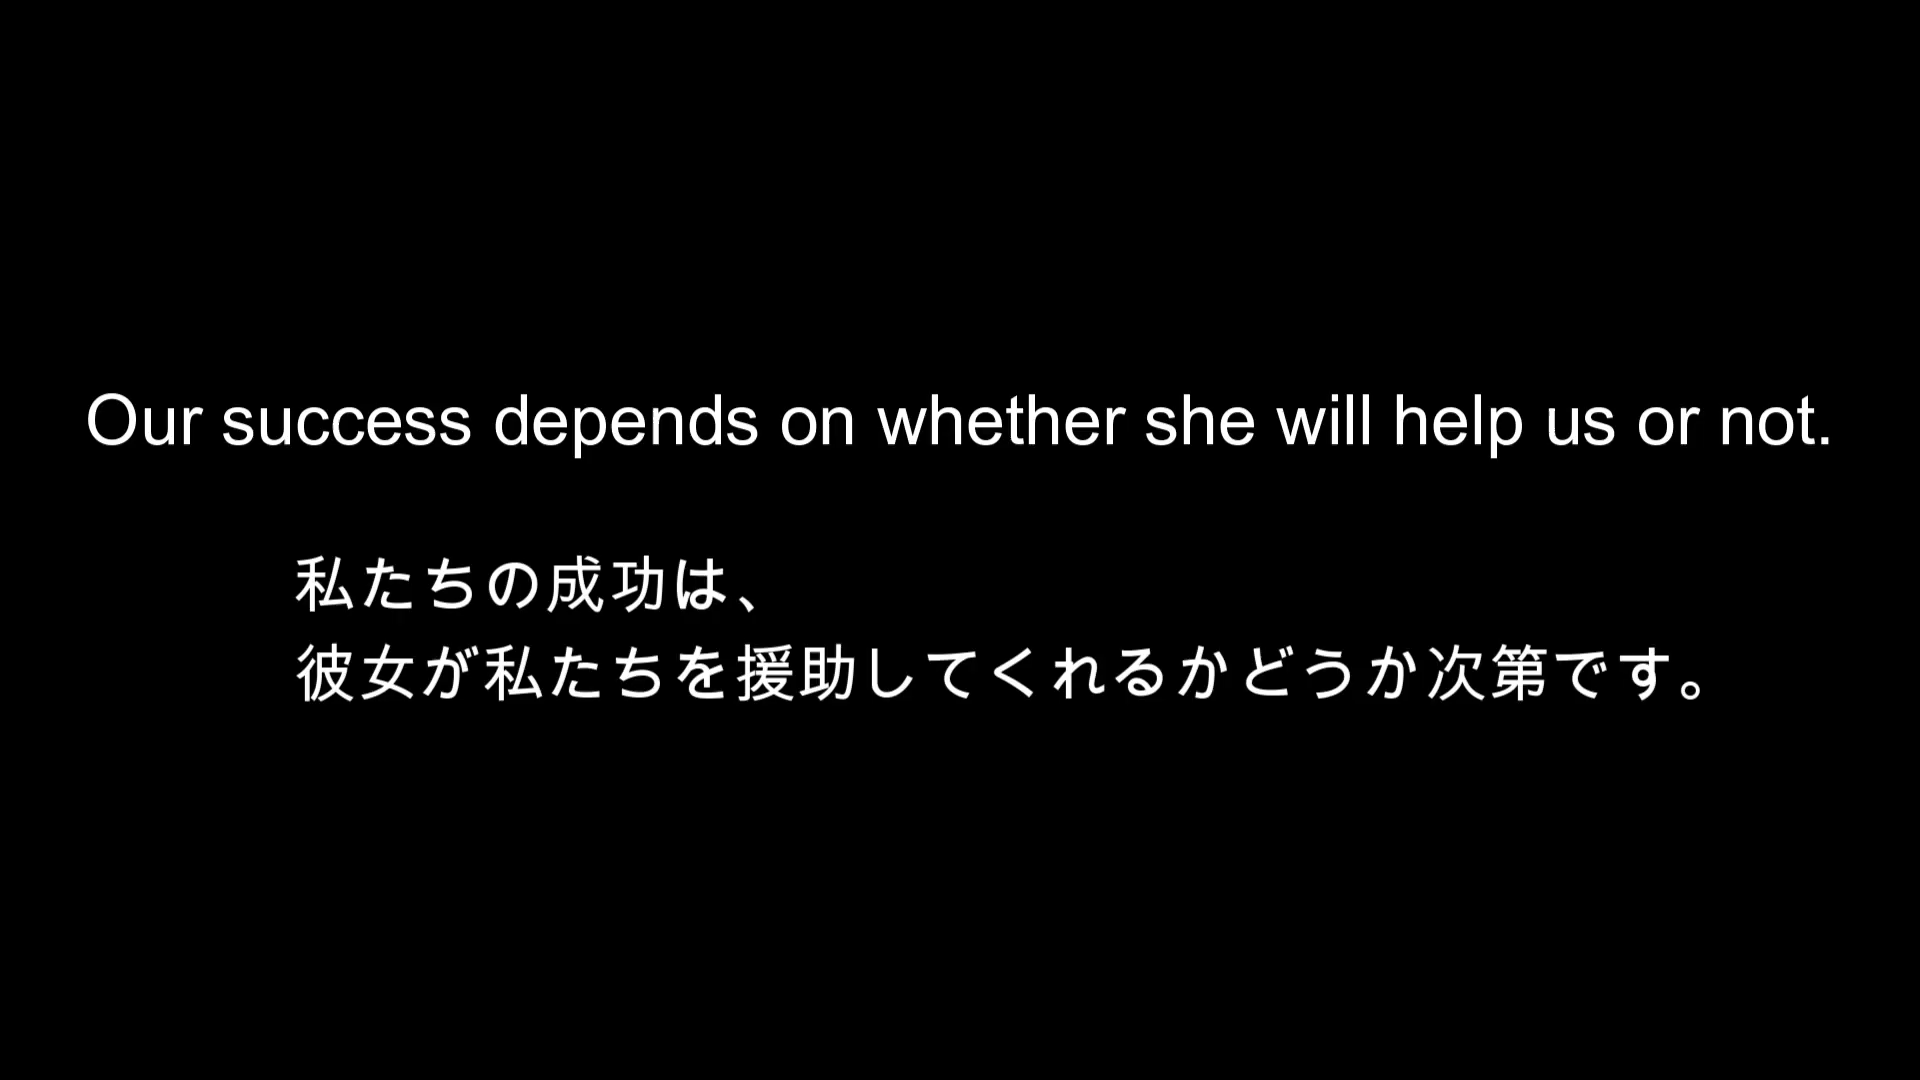 Our success depends on whether she will help us or not.
私たちの成功は、
彼女が私たちを援助してくれるかどうか次第です。